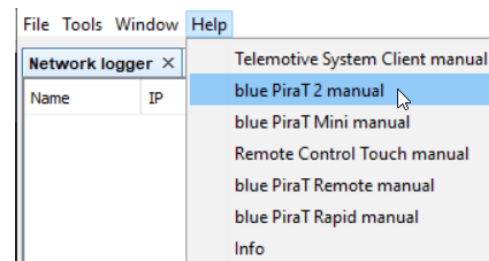 File Tools Window Help
Network logger ×
Name IP
Telemotive System Client manual
blue PiraT 2 manual
blue PiraT Mini manual
Remote Control Touch manual
blue PiraT Remote manual
blue PiraT Rapid manual
Info